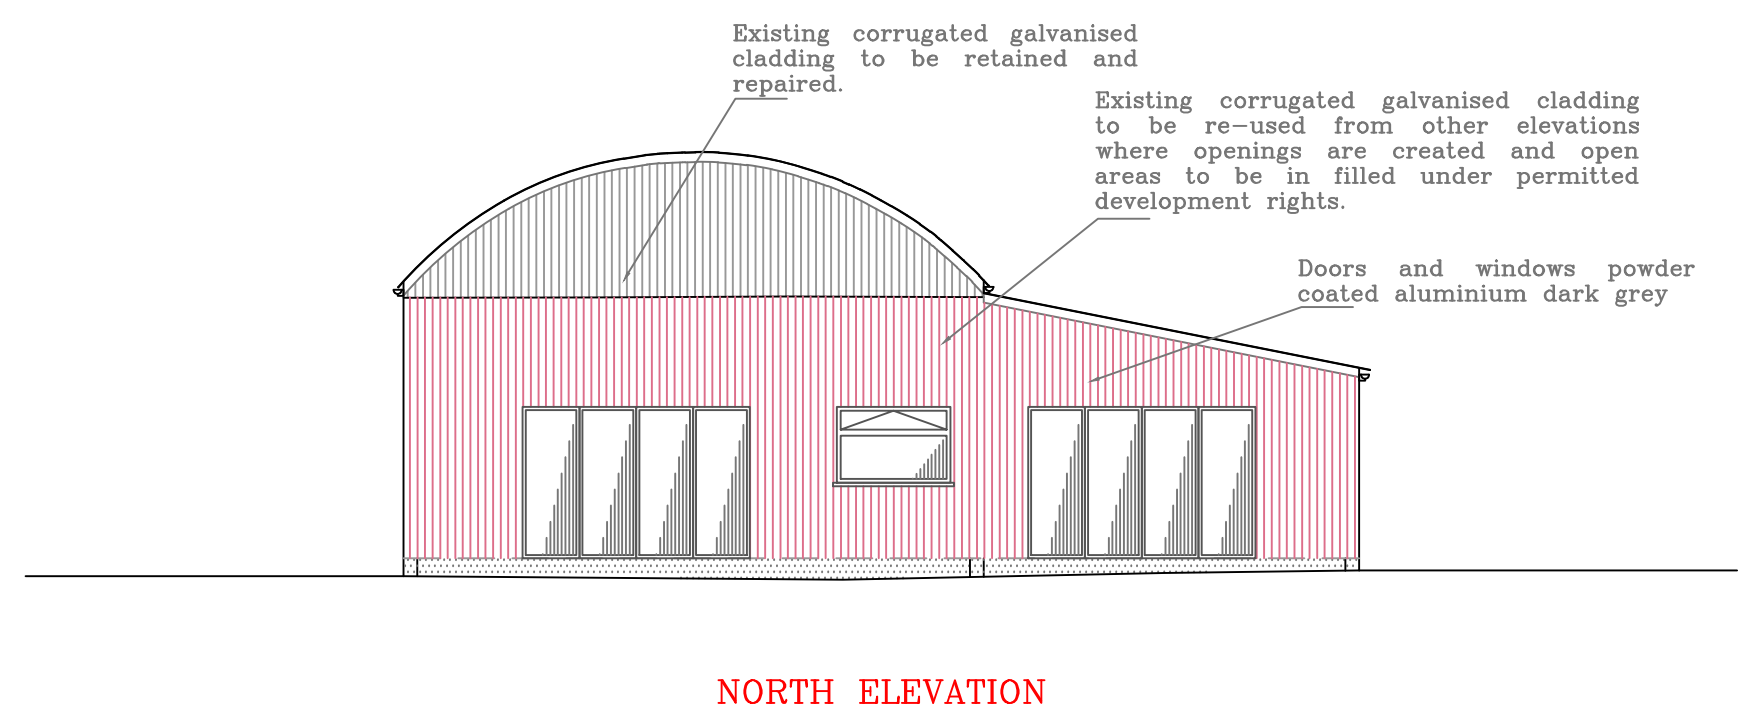 Existing corrugated galvanised
cladding to be retained and
repaired.
Existing corrugated galvanised cladding
to be re-used from other elevations
where openings are created and open
areas to be in filled under permitted
development rights.
Doors and windows powder
coated aluminium dark grey
NORTH ELEVATION